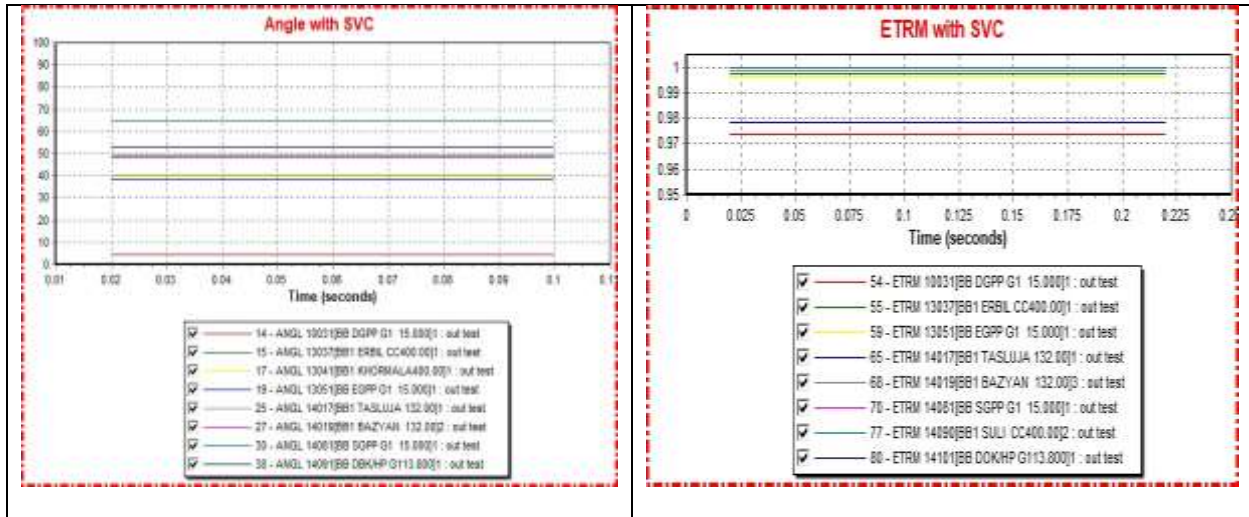 Angle with SVC
100
90
80
70
60
50
40
30
20
10
0
0.01 0.02 0.03 0.04 0.05 0.06 0.07 0.08 0.09 0.1 0.11
Time (seconds)
14 - ANGL 10031[BB DGPP G1 15.000]1 : out test
15 - ANGL 13037[BB1 ERBIL CC400.00]1 : out test
17 - ANGL 13041[BB1 KHORMALA400.00]1 : out test
19 - ANGL 13051[BB EGPP G1 15.000]1 : out test
25 - ANGL 14017[BB1 TASLUJA 132.00]1 : out test
27 - ANGL 14019[BB1 BAZYAN 132.00]2 : out test
ANGL 14081[BB SGPP G1 15.000]1 : out test
38 - ANGL [BB DBK/HP G113.800]1 : out test
ETRM with SVC
1
0.99
0.98
0.97
0.96
0.95
0 0.025 0.05 0.075 0.1 0.125 0.15 0.175 0.2 0.225
Time (seconds)
54 - ETRM 10031[BB DGPP G1 15.000]1 : out test
55 - ETRM 13037[BB1 ERBIL CC400.00]1 : out test
59 - ETRM 13051[BB EGPP G1 15.000]1 : out test
65 - ETRM 14017[BB1 TASLUJA 132.00]1 : out test
68 - ETRM 14019[BB1 BAZYAN 132.00]3 : out test
70 - ETRM 14081[BB SGPP G1 15.000]1 : out test
77 - ETRM 14090[BB1 SULI CC400.00]2 : out test
80 - ETRM 14101[BB DOK/HP G113.800]1 : out test